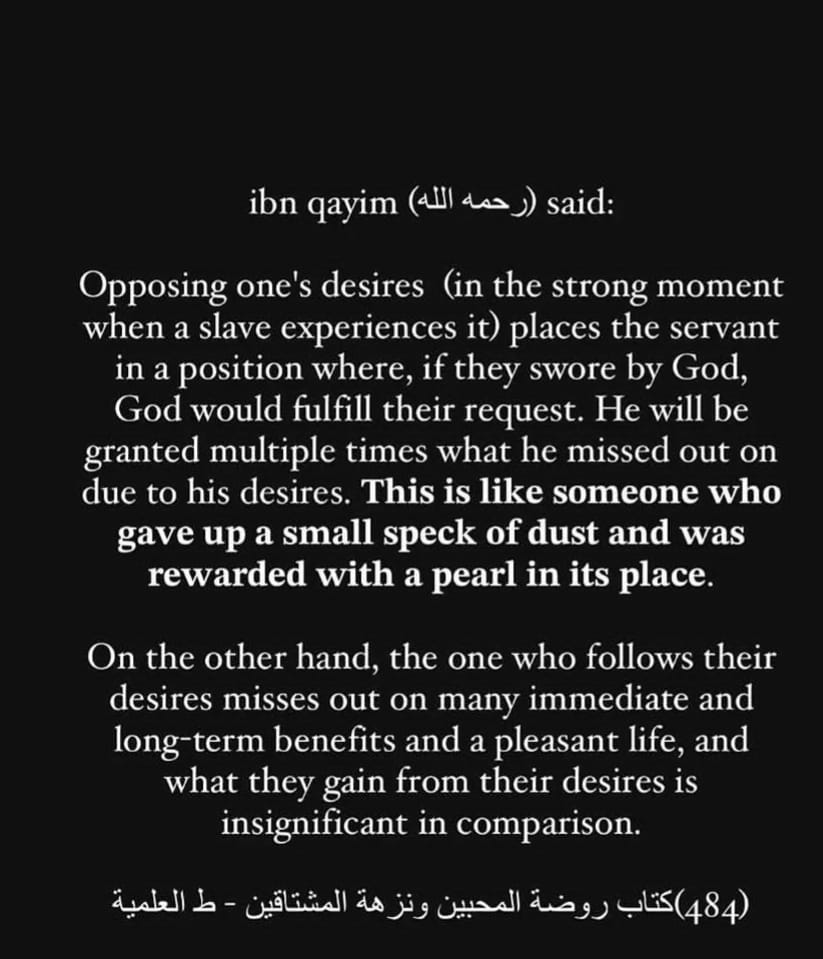 ibn qayim (رحمه الله) said:
Opposing one's desires (in the strong moment
when a slave experiences it) places the servant
in a position where, if they swore by God,
God would fulfill their request. He will be
granted multiple times what he missed out on
due to his desires. This is like someone who
gave up a small speck of dust and was
rewarded with a pearl in its place.
On the other hand, the one who follows their
desires misses out on many immediate and
long-term benefits and a pleasant life, and
what they gain from their desires is
insignificant in comparison.
(484)كتاب روضة المحبين ونزهة المشتاقين - ط العلمية